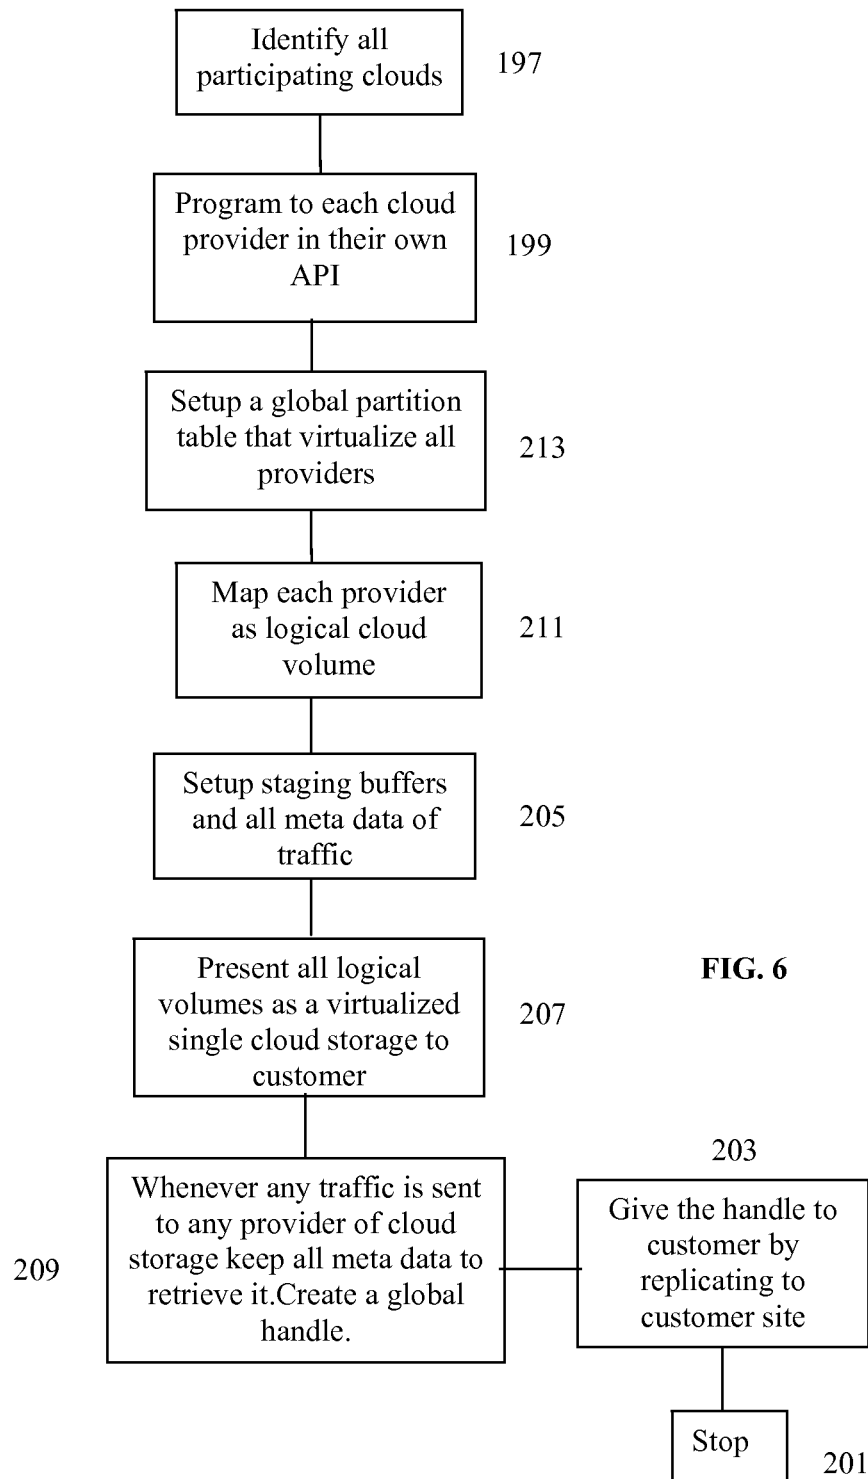 Identify all
participating clouds
197
Program to each cloud
provider in their own
API
199
Setup a global partition
table that virtualize all
providers
213
Map each provider
as logical cloud
volume
211
Setup staging buffers
and all meta data of
traffic
205
Present all logical
volumes as a virtualized
single cloud storage to
customer
207
FIG. 6
209
Whenever any traffic is sent
to any provider of cloud
storage keep all meta data to
retrieve it.Create a global
handle.
203
Give the handle to
customer by
replicating to
customer site
Stop
201